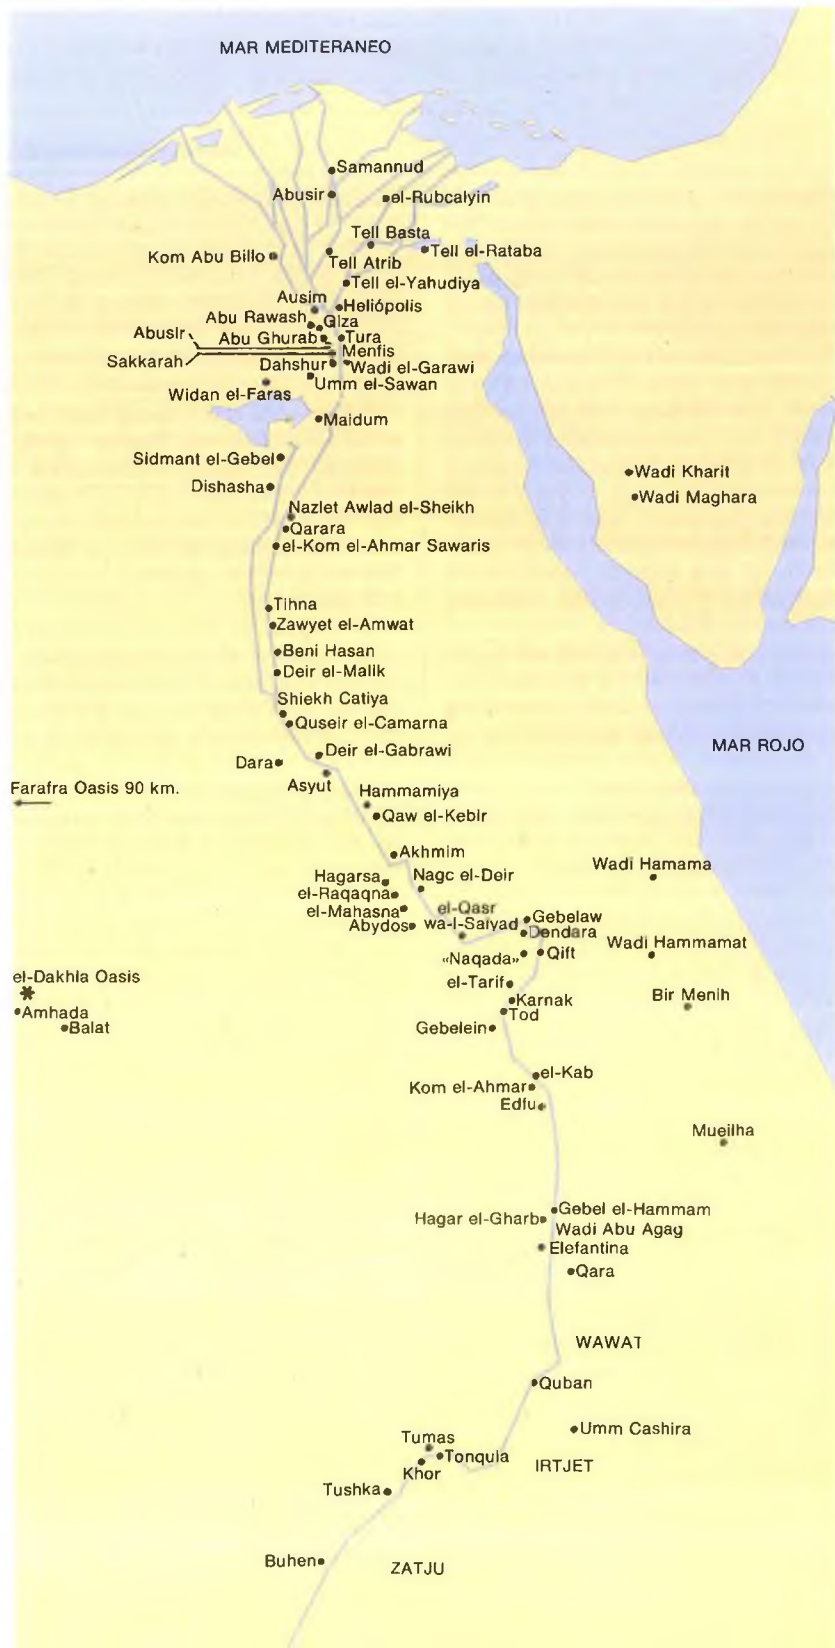 MAR MEDITERANEO
Samannud
Abusir
el-Rubcalyin
Tell Basta
Kom Abu Billo
Tell Atrib
Tell el-Rataba
Tell el-Yahudiya
Ausim
Heliópolis
Abu Rawash
Giza
Abusir
Abu Ghurab
Tura
Sakkarah
Menfis
Dahshur
Wadi el-Garawi
Umm el-Sawan
Widan el-Faras
Maidum
Sidmant el-Gebel
Wadi Kharit
Dishasha
Wadi Maghara
Nazlet Awlad el-Sheikh
Qarara
el-Kom el-Ahmar Sawaris
Tihna
Zawyet el-Amwat
Beni Hasan
Deir el-Malik
Shiekh Catiya
Quseir el-Camarna
MAR ROJO
Deir el-Gabrawi
Dara
Asyut
Farafra Oasis 90 km.
Hammamiya
Qaw el-Kebir
Akhmim
Wadi Hamama
Hagarsa
Nagc el-Deir
el-Raqaqna
el-Mahasna
el-Qasr
wa-l-Saiyad
Abydos
Gebelaw
Dendara
Wadi Hammamat
«Naqada»
Qift
el-Dakhla Oasis
el-Tarif
Karnak
Bir Menih
Amhada
Tod
Balat
Gebelein
el-Kab
Kom el-Ahmar
Edfu
Mueilha
Gebel el-Hammam
Hagar el-Gharb
Wadi Abu Agag
Elefantina
Qara
WAWAT
Quban
Umm Cashira
Tumas
Tonqula
Khor
IRTJET
Tushka
Buhen
ZATJU